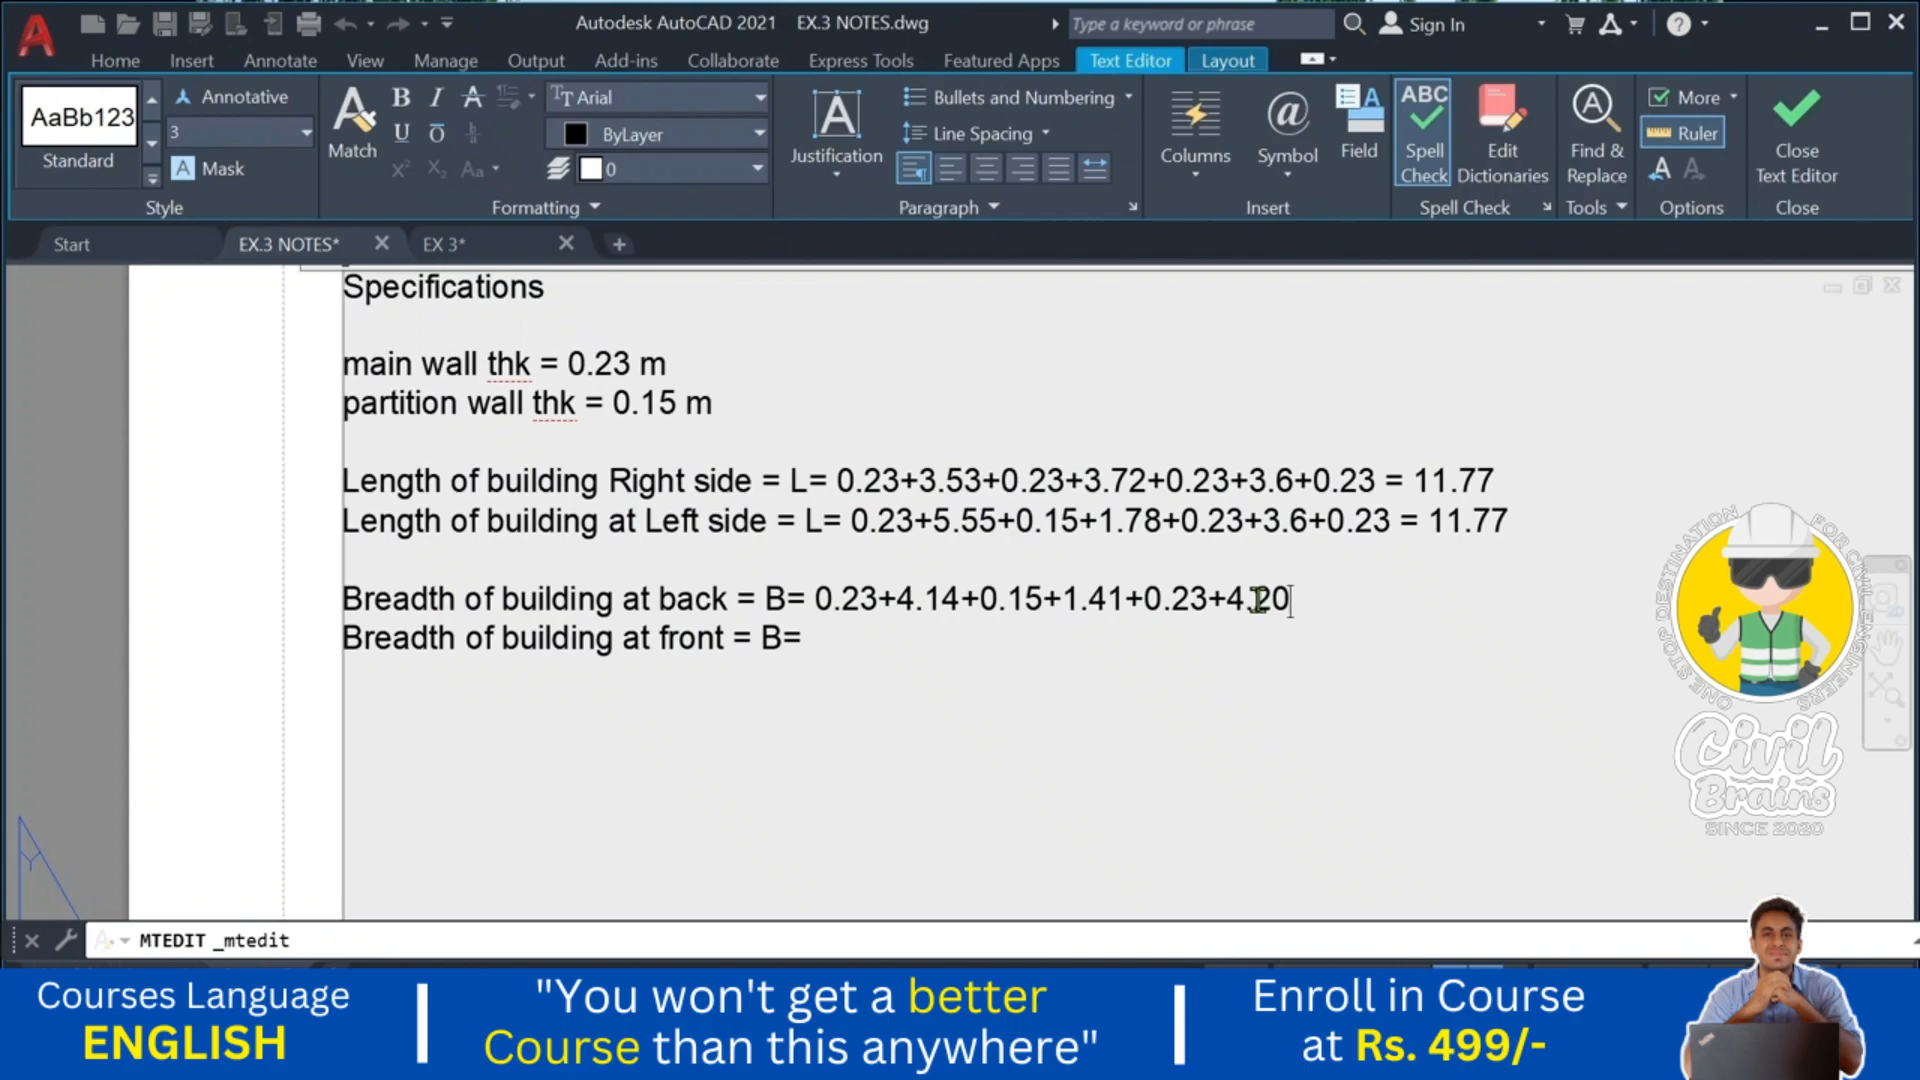 Autodesk AutoCAD 2021 EX.3 NOTES.dwg
Type a keyword or phrase
Sign In
Home Insert Annotate View Manage Output Add-ins Collaborate Express Tools Featured Apps Text Editor Layout
AaBb123
Standard
Annotative
3
Mask
Style
Match
Arial
ByLayer
0
Formatting
Justification
Bullets and Numbering
Line Spacing
Paragraph
Columns
Symbol
Field
Insert
ABC
Spell
Check
Edit
Dictionaries
Spell Check
Find &
Replace
Tools
More
Ruler
Options
Close
Text Editor
Close
Start EX.3 NOTES* EX 3*
Specifications
main wall thk = 0.23 m
partition wall thk = 0.15 m
Length of building Right side = L= 0.23+3.53+0.23+3.72+0.23+3.6+0.23 = 11.77
Length of building at Left side = L= 0.23+5.55+0.15+1.78+0.23+3.6+0.23 = 11.77
Breadth of building at back = B= 0.23+4.14+0.15+1.41+0.23+4.20
Breadth of building at front = B=
ONE STOP DESTINATION FOR CIVIL ENGINEERS
Civil
Brains
SINCE 2020
MTEDIT _mtedit
Courses Language
ENGLISH
"You won't get a better
Course than this anywhere"
Enroll in Course
at Rs. 499/-